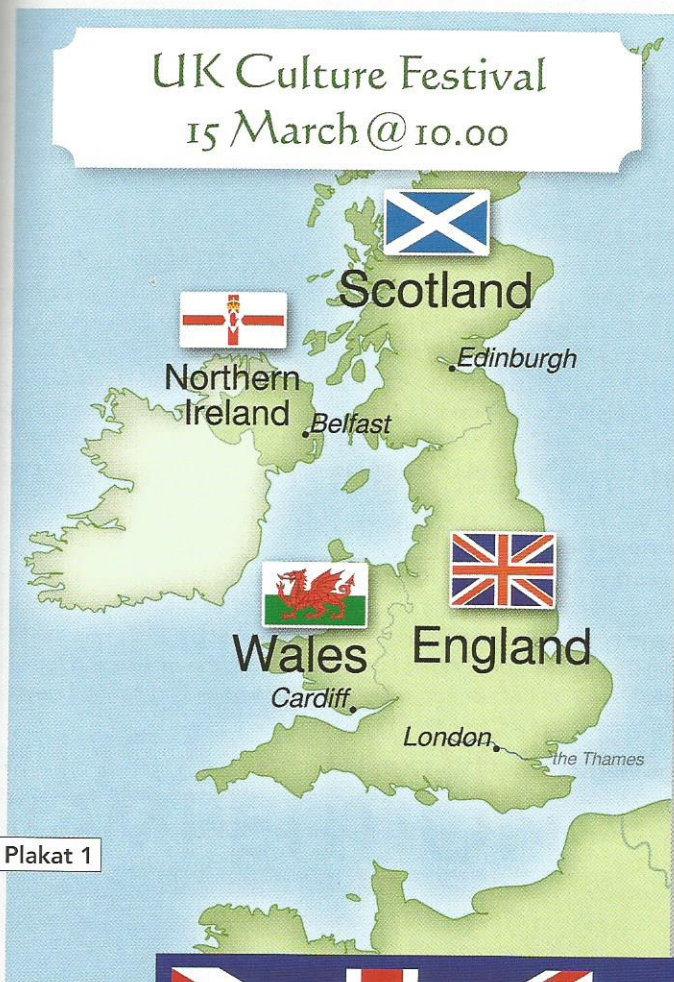 UK Culture Festival
15 March @ 10.00
Scotland
Edinburgh
Northern
Ireland
Belfast
Wales
England
Cardiff
London
the Thames
Plakat 1